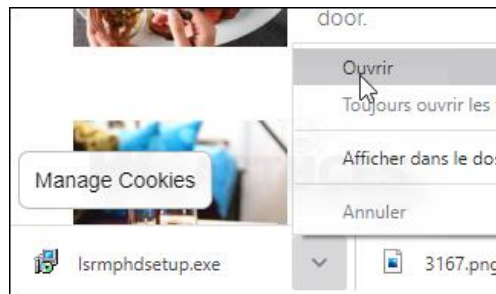 door.
Ouvrir
Toujours ouvrir les
Afficher dans le dos
Manage Cookies
Annuler
lsrmphdsetup.exe
3167.png